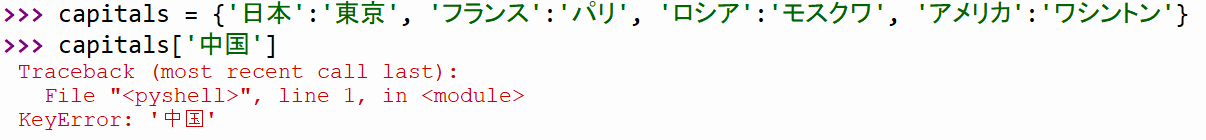 >>> capitals = {'日本':'東京', 'フランス':'パリ', 'ロシア':'モスクワ', 'アメリカ':'ワシントン'}
>>> capitals['中国']
Traceback (most recent call last):
  File "<pyshell>", line 1, in <module>
KeyError: '中国'